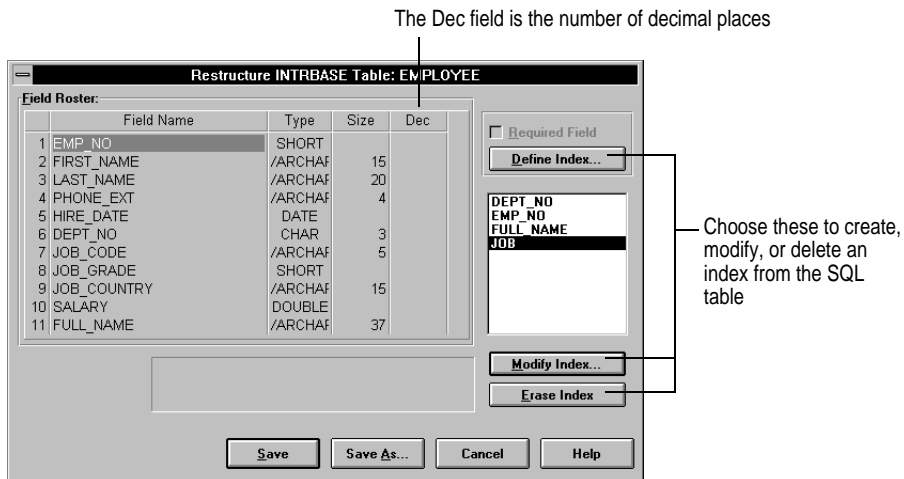 The Dec field is the number of decimal places
Restructure INTRBASE Table: EMPLOYEE
Field Roster:
Field Name Type Size Dec
1 EMP_NO SHORT
2 FIRST_NAME /ARCHAF 15
3 LAST_NAME /ARCHAF 20
4 PHONE_EXT /ARCHAF 4
5 HIRE_DATE DATE
6 DEPT_NO CHAR 3
7 JOB_CODE /ARCHAF 5
8 JOB_GRADE SHORT
9 JOB_COUNTRY /ARCHAF 15
10 SALARY DOUBLE
11 FULL_NAME /ARCHAF 37
Required Field
Define Index...
DEPT_NO
EMP_NO
FULL_NAME
JOB
Choose these to create,
modify, or delete an
index from the SQL
table
Modify Index...
Erase Index
Save Save As... Cancel Help